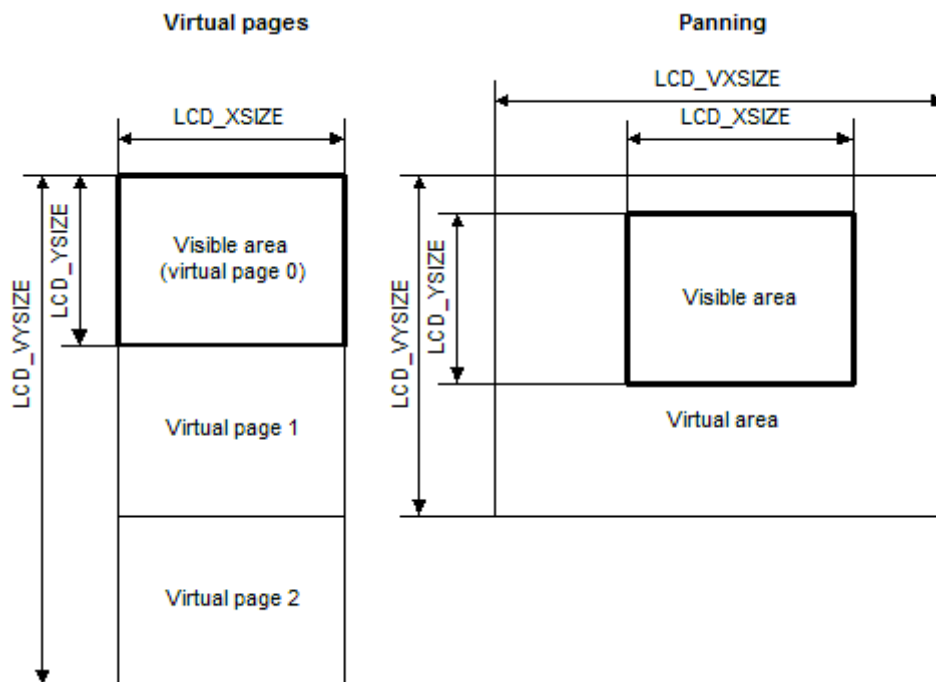 Virtual pages
Panning
LCD_VXSIZE
LCD_XSIZE
LCD_XSIZE
LCD_VYSIZE
LCD_YSIZE
Visible area
(virtual page 0)
LCD_VYSIZE
LCD_YSIZE
Visible area
Virtual page 1
Virtual area
Virtual page 2